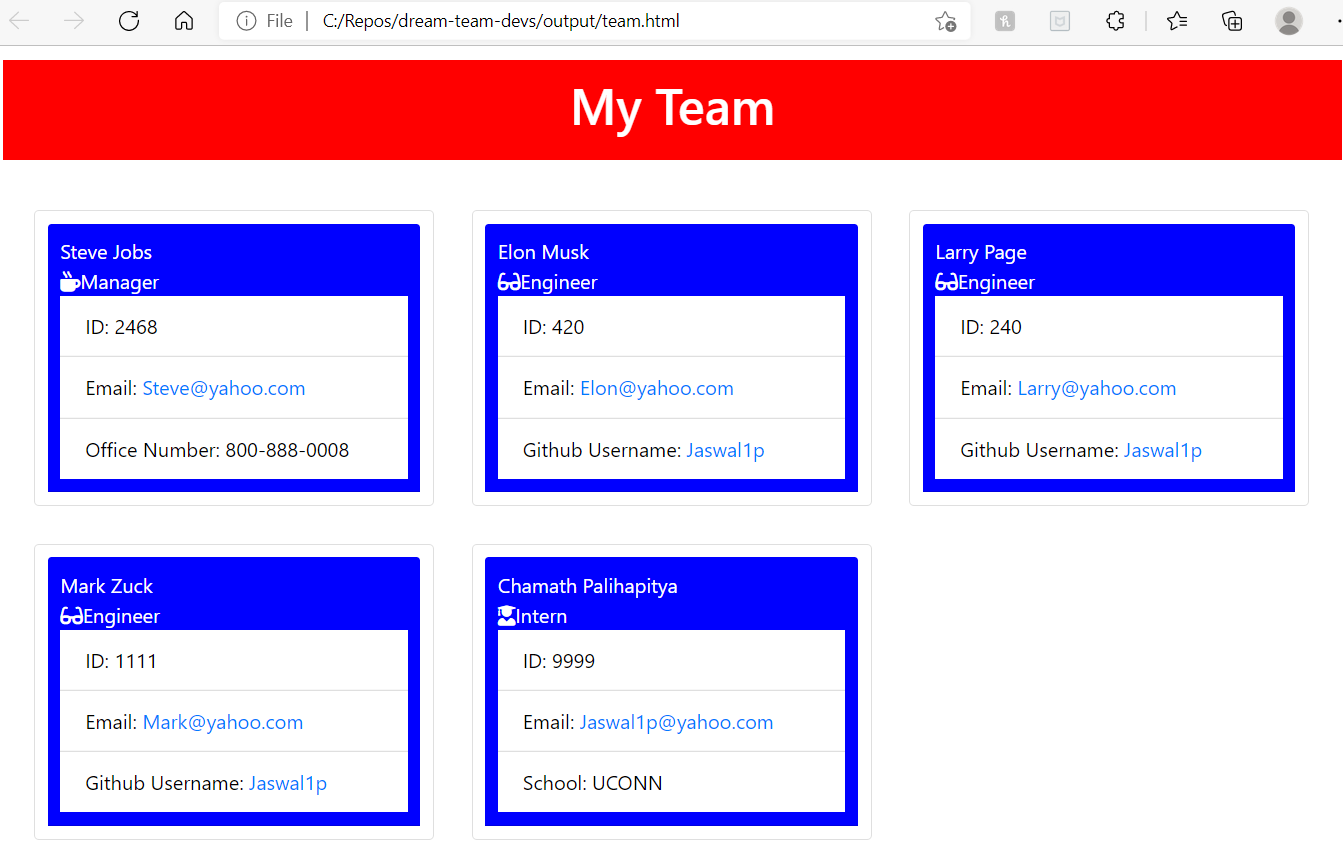 File | C:/Repos/dream-team-devs/output/team.html
My Team
Steve Jobs
Manager
ID: 2468
Email: Steve@yahoo.com
Office Number: 800-888-0008
Elon Musk
Engineer
ID: 420
Email: Elon@yahoo.com
Github Username: Jaswal1p
Larry Page
Engineer
ID: 240
Email: Larry@yahoo.com
Github Username: Jaswal1p
Mark Zuck
Engineer
ID: 1111
Email: Mark@yahoo.com
Github Username: Jaswal1p
Chamath Palihapitya
Intern
ID: 9999
Email: Jaswal1p@yahoo.com
School: UCONN